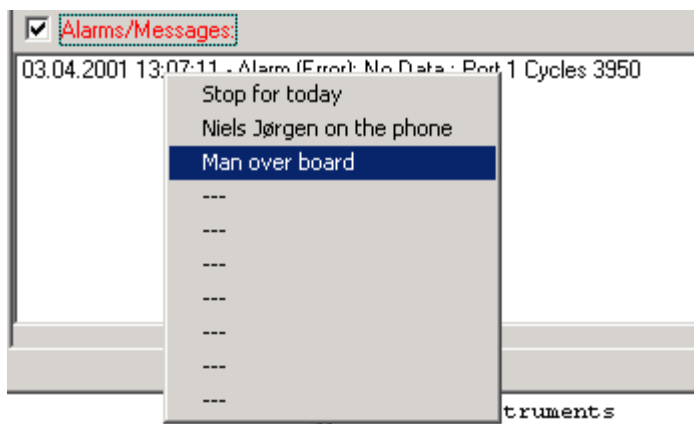 Alarms/Messages:
03.04.2001 13:07:11 - Alarm (Error): No Data : Port 1 Cycles 3950
Stop for today
Niels Jørgen on the phone
Man over board
---
---
---
---
---
---
---
truments